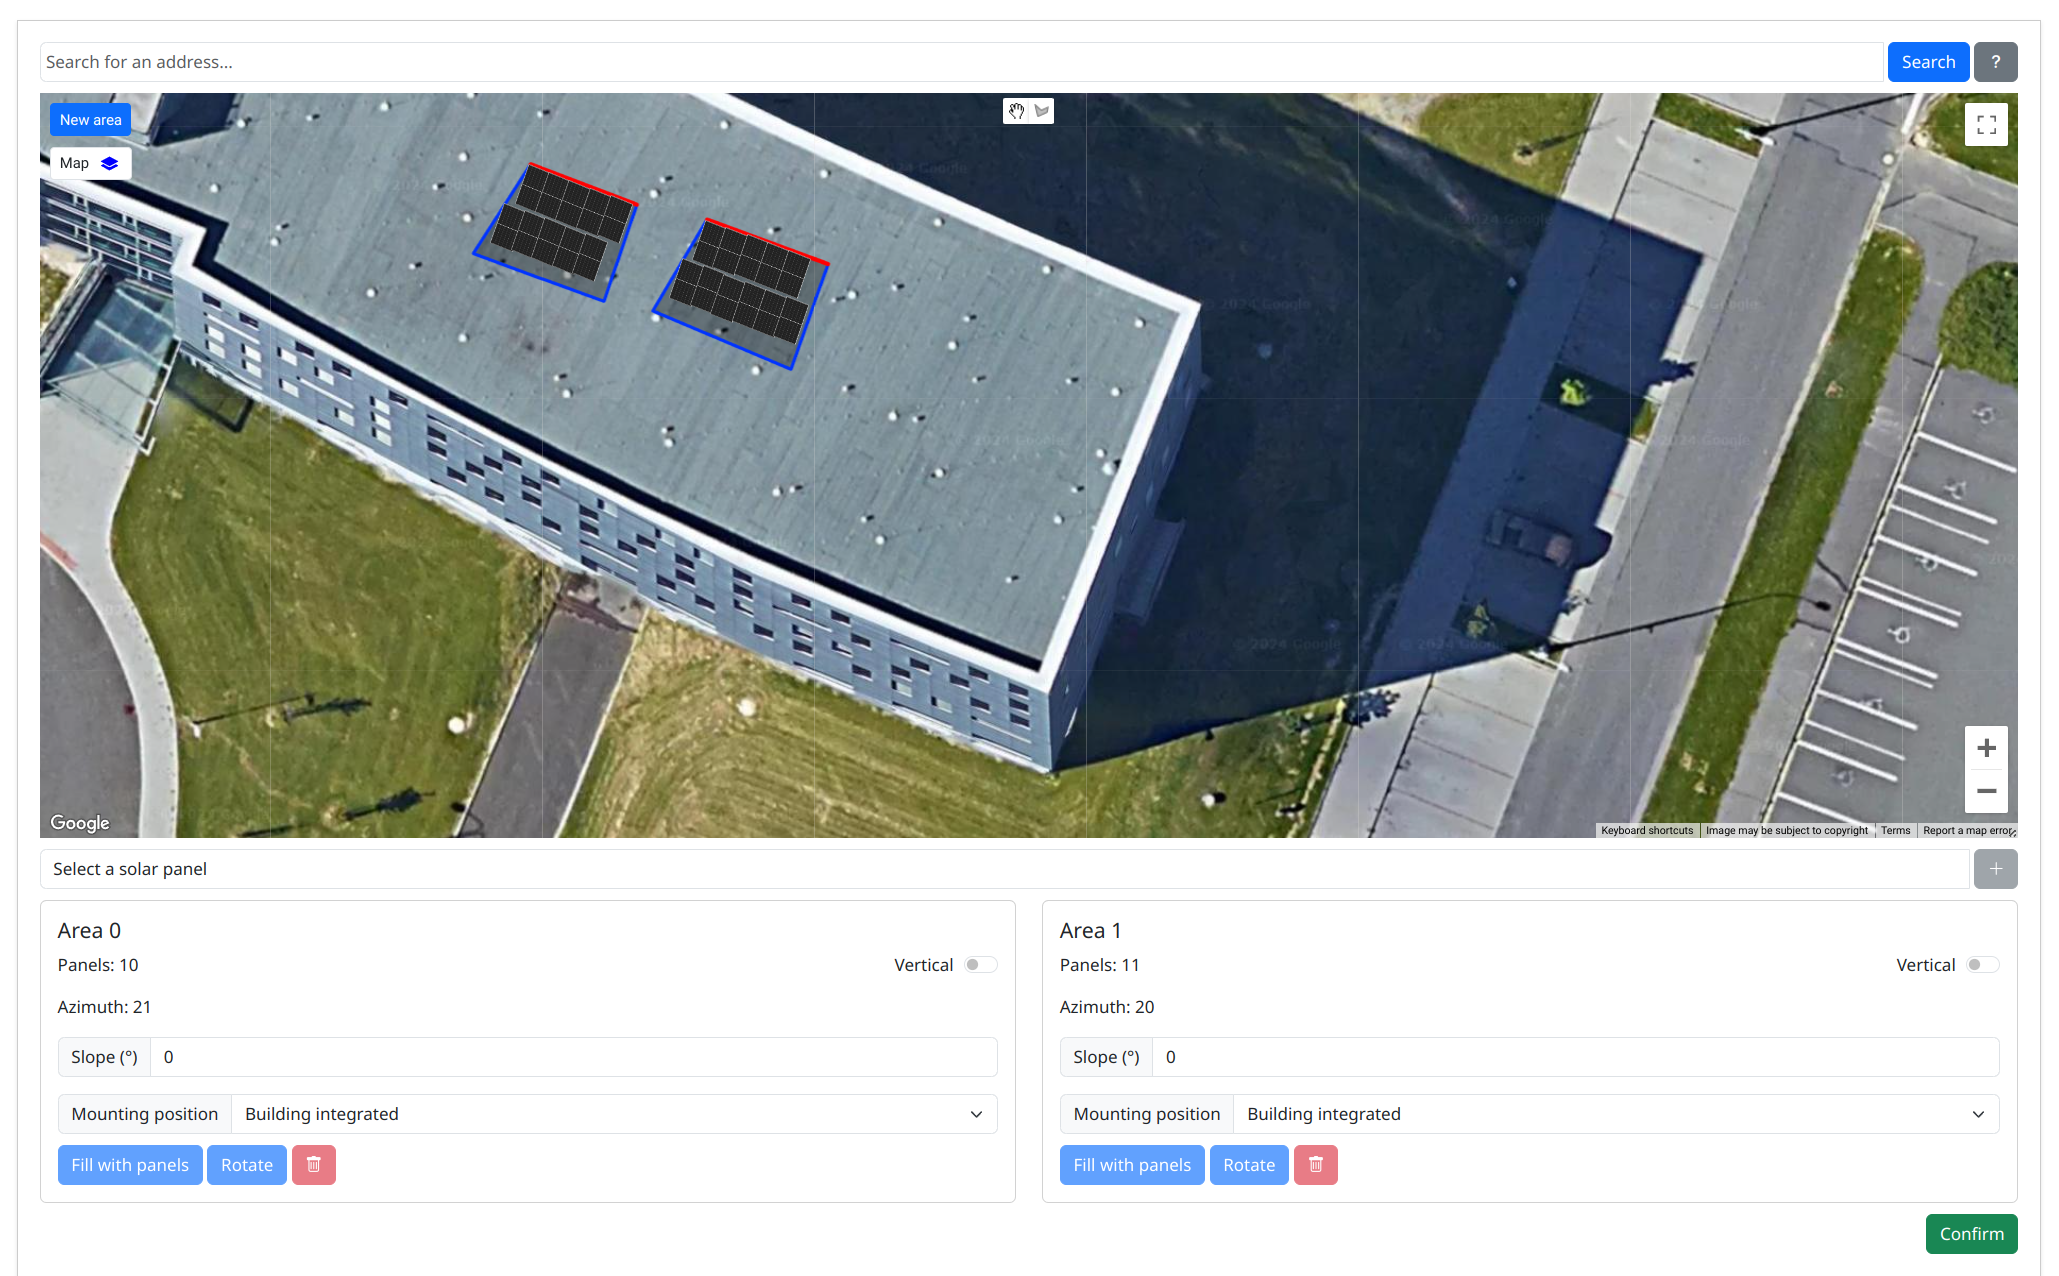 Search for an address...
Search
?
New area
Map
Google
Keyboard shortcuts
Image may be subject to copyright
Terms
Report a map error
Select a solar panel
+
Area 0
Panels: 10
Vertical
Azimuth: 21
Slope (°) 0
Mounting position Building integrated
Fill with panels
Rotate
Area 1
Panels: 11
Vertical
Azimuth: 20
Slope (°) 0
Mounting position Building integrated
Fill with panels
Rotate
Confirm